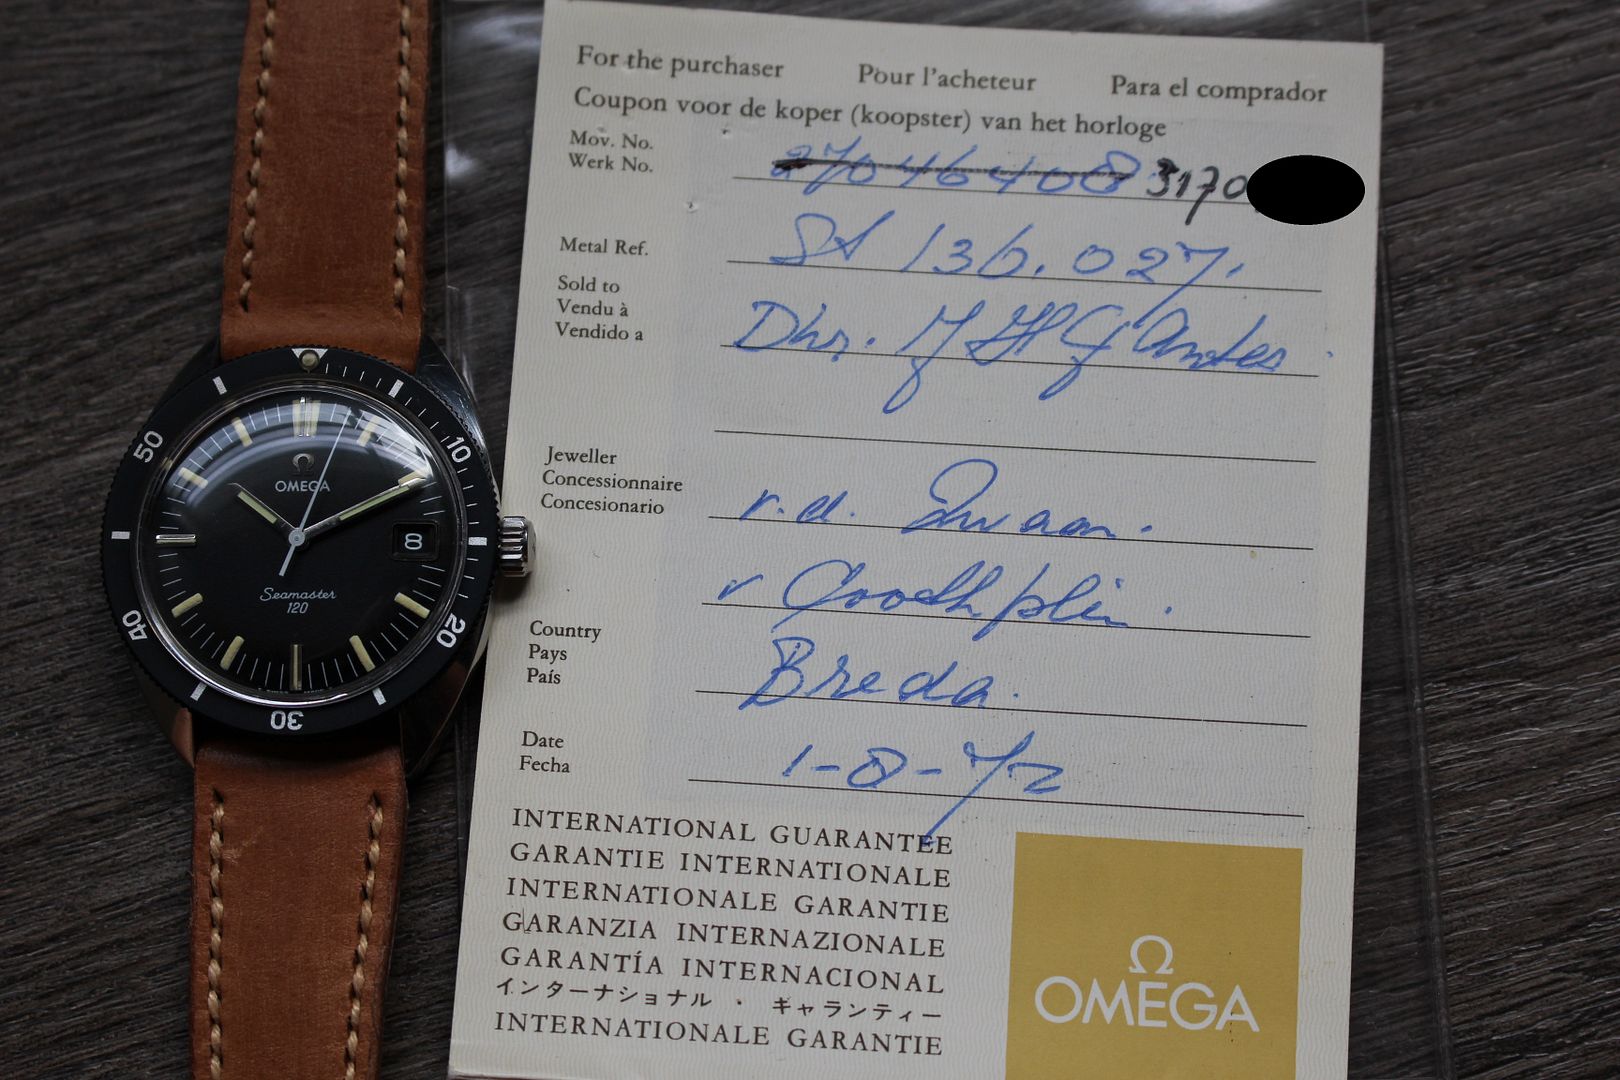 50
10
OMEGA
8
Seamaster
120
40
20
30
For the purchaser Pour l'acheteur Para el comprador
Coupon voor de koper (koopster) van het horloge
Mov. No.
Werk No. 27046408 3170
Metal Ref. St 136.027.
Sold to
Vendu à
Vendido a Dhr.
Jeweller
Concessionnaire
Concesionario v.d. Zwaan.
v
Country
Pays
País Breda.
Date
Fecha 1-8-72
INTERNATIONAL GUARANTEE
GARANTIE INTERNATIONALE
INTERNATIONALE GARANTIE
GARANZIA INTERNAZIONALE
GARANTÍA INTERNACIONAL
インターナショナル · ギャランティー
INTERNATIONALE GARANTIE
Ω
OMEGA